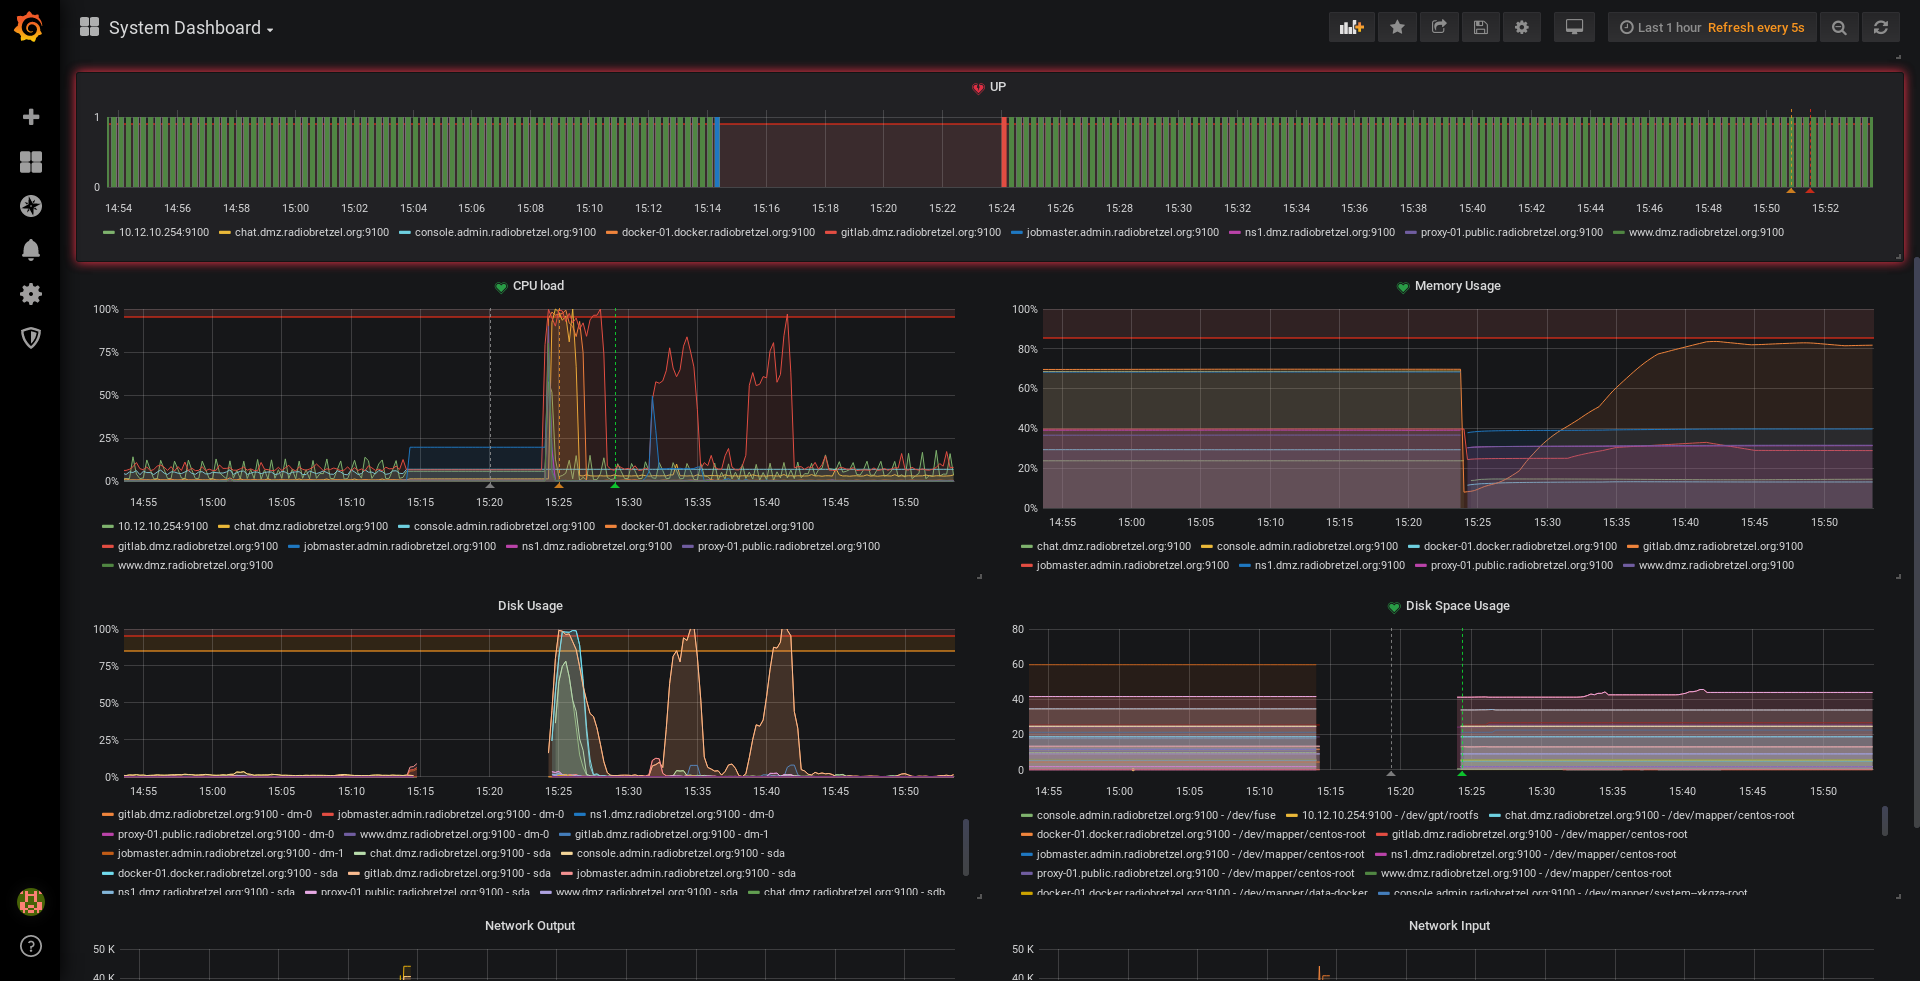 System Dashboard
Last 1 hour Refresh every 5s
UP
1
0
14:54 14:56 14:58 15:00 15:02 15:04 15:06 15:08 15:10 15:12 15:14 15:16 15:18 15:20 15:22 15:24 15:26 15:28 15:30 15:32 15:34 15:36 15:38 15:40 15:42 15:44 15:46 15:48 15:50 15:52
10.12.10.254:9100 chat.dmz.radiobretzel.org:9100 console.admin.radiobretzel.org:9100 docker-01.docker.radiobretzel.org:9100 gitlab.dmz.radiobretzel.org:9100 jobmaster.admin.radiobretzel.org:9100 ns1.dmz.radiobretzel.org:9100 proxy-01.public.radiobretzel.org:9100 www.dmz.radiobretzel.org:9100
CPU load
100%
75%
50%
25%
0%
14:55 15:00 15:05 15:10 15:15 15:20 15:25 15:30 15:35 15:40 15:45 15:50
10.12.10.254:9100 chat.dmz.radiobretzel.org:9100 console.admin.radiobretzel.org:9100 docker-01.docker.radiobretzel.org:9100
gitlab.dmz.radiobretzel.org:9100 jobmaster.admin.radiobretzel.org:9100 ns1.dmz.radiobretzel.org:9100 proxy-01.public.radiobretzel.org:9100
www.dmz.radiobretzel.org:9100
Memory Usage
100%
80%
60%
40%
20%
0%
14:55 15:00 15:05 15:10 15:15 15:20 15:25 15:30 15:35 15:40 15:45 15:50
chat.dmz.radiobretzel.org:9100 console.admin.radiobretzel.org:9100 docker-01.docker.radiobretzel.org:9100 gitlab.dmz.radiobretzel.org:9100
jobmaster.admin.radiobretzel.org:9100 ns1.dmz.radiobretzel.org:9100 proxy-01.public.radiobretzel.org:9100 www.dmz.radiobretzel.org:9100
Disk Usage
100%
75%
50%
25%
0%
14:55 15:00 15:05 15:10 15:15 15:20 15:25 15:30 15:35 15:40 15:45 15:50
gitlab.dmz.radiobretzel.org:9100 - dm-0 jobmaster.admin.radiobretzel.org:9100 - dm-0 ns1.dmz.radiobretzel.org:9100 - dm-0
proxy-01.public.radiobretzel.org:9100 - dm-0 www.dmz.radiobretzel.org:9100 - dm-0 gitlab.dmz.radiobretzel.org:9100 - dm-1
jobmaster.admin.radiobretzel.org:9100 - dm-1 chat.dmz.radiobretzel.org:9100 - sda console.admin.radiobretzel.org:9100 - sda
docker-01.docker.radiobretzel.org:9100 - sda gitlab.dmz.radiobretzel.org:9100 - sda jobmaster.admin.radiobretzel.org:9100 - sda
ns1.dmz.radiobretzel.org:9100 - sda proxy-01.public.radiobretzel.org:9100 - sda www.dmz.radiobretzel.org:9100 - sda chat.dmz.radiobretzel.org:9100 - sdb
Disk Space Usage
80
60
40
20
0
14:55 15:00 15:05 15:10 15:15 15:20 15:25 15:30 15:35 15:40 15:45 15:50
console.admin.radiobretzel.org:9100 - /dev/fuse 10.12.10.254:9100 - /dev/gpt/rootfs chat.dmz.radiobretzel.org:9100 - /dev/mapper/centos-root
docker-01.docker.radiobretzel.org:9100 - /dev/mapper/centos-root gitlab.dmz.radiobretzel.org:9100 - /dev/mapper/centos-root
jobmaster.admin.radiobretzel.org:9100 - /dev/mapper/centos-root ns1.dmz.radiobretzel.org:9100 - /dev/mapper/centos-root
proxy-01.public.radiobretzel.org:9100 - /dev/mapper/centos-root www.dmz.radiobretzel.org:9100 - /dev/mapper/centos-root
docker-01.docker.radiobretzel.org:9100 - /dev/mapper/data-docker console.admin.radiobretzel.org:9100
Network Output
50 K
40 K
Network Input
50 K
40 K